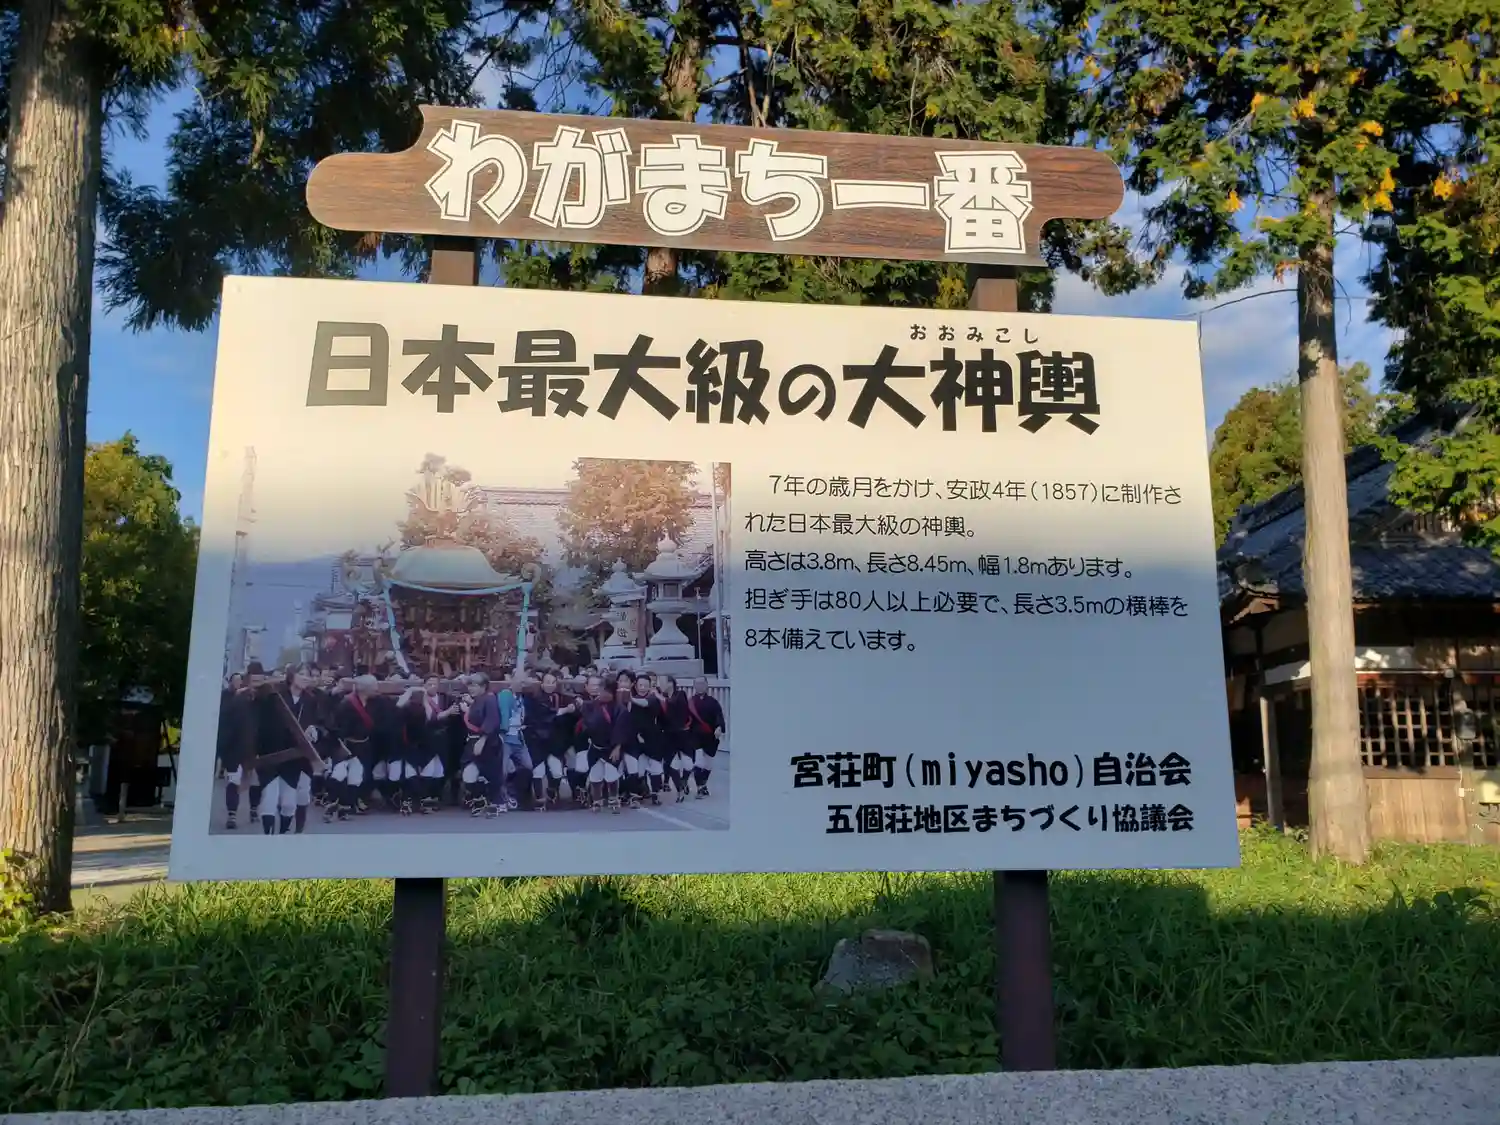 わがまち一番
おおみこし
日本最大級の大神輿
7年の歳月をかけ、安政4年(1857)に制作さ
れた日本最大級の神輿。
高さは3.8m、長さ8.45m、幅1.8mあります。
担ぎ手は80人以上必要で、長さ3.5mの横棒を
8本備えています。
宮荘町(miyasho)自治会
五個荘地区まちづくり協議会